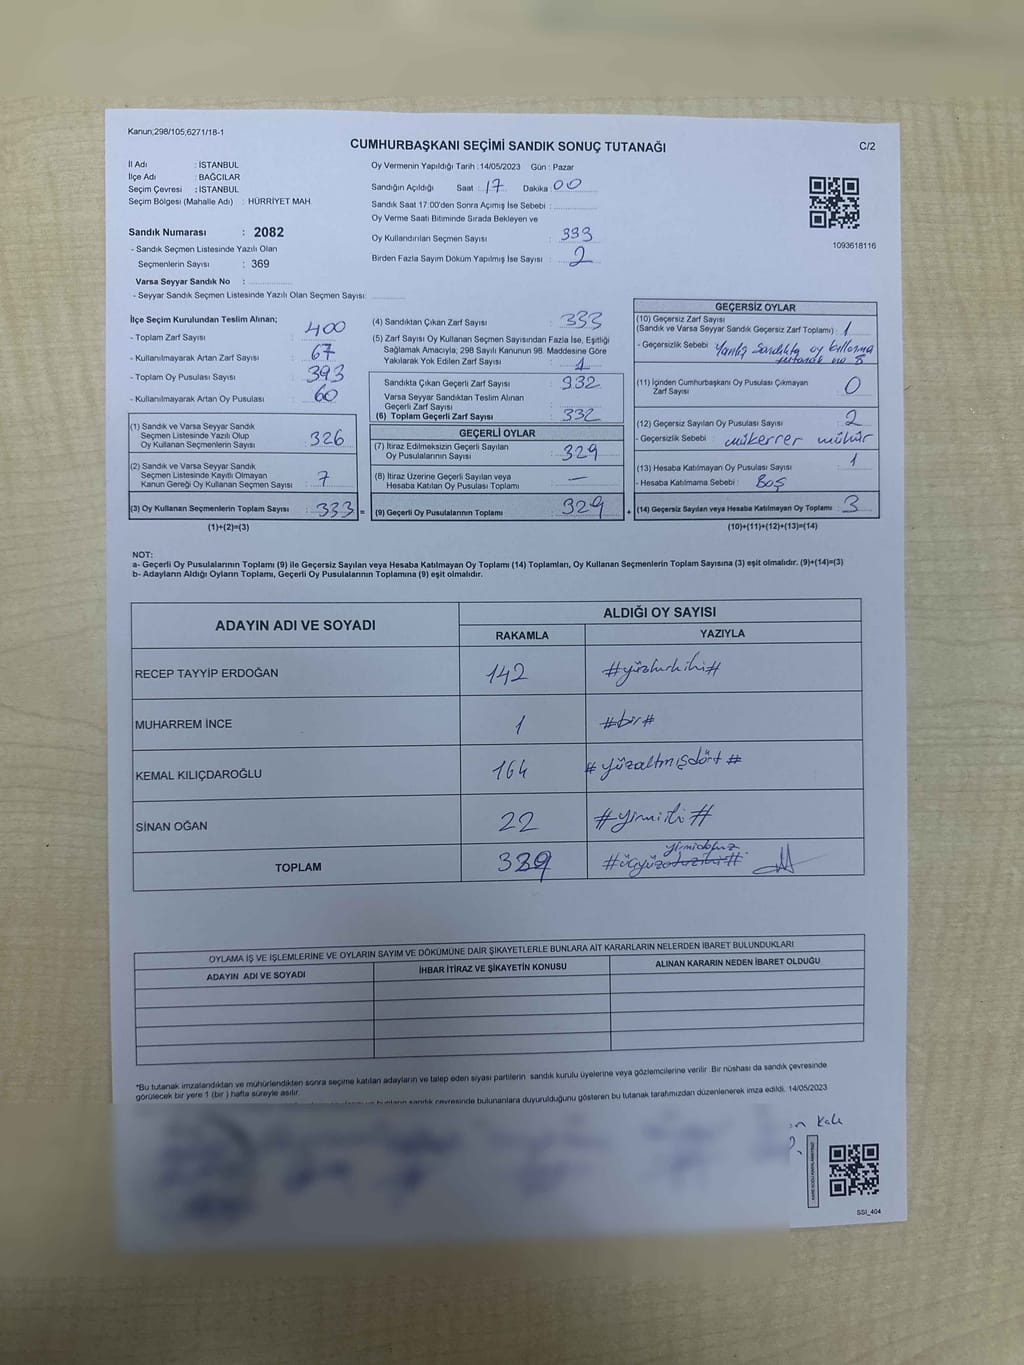 Kanun;298/105,6271/18-1
CUMHURBAŞKANI SEÇİMİ SANDIK SONUÇ TUTANAĞI
C/2
İl Adı : İSTANBUL
İlçe Adı : BAĞCILAR
Seçim Çevresi : İSTANBUL
Seçim Bölgesi (Mahalle Adı) : HÜRRİYET MAH.
Sandık Numarası : 2082
- Sandık Seçmen Listesinde Yazılı Olan
Seçmenlerin Sayısı : 369
Varsa Seyyar Sandık No :
- Seyyar Sandık Seçmen Listesinde Yazılı Olan Seçmen Sayısı:
Oy Vermenin Yapıldığı Tarih : 14/05/2023 Gün : Pazar
Sandığın Açıldığı Saat : 17 Dakika : 00
Sandık Saat 17:00'den Sonra Açımış İse Sebebi :
Oy Verme Saati Bitiminde Sırada Bekleyen ve
Oy Kullandırılan Seçmen Sayısı : 333
Birden Fazla Sayım Döküm Yapılmış İse Sayısı : 2
1093618116
İlçe Seçim Kurulundan Teslim Alınan;
- Toplam Zarf Sayısı : 400
- Kullanılmayarak Artan Zarf Sayısı : 67
- Toplam Oy Pusulası Sayısı : 393
- Kullanılmayarak Artan Oy Pusulası : 60
(1) Sandık ve Varsa Seyyar Sandık
Seçmen Listesinde Yazılı Olup
Oy Kullanan Seçmenlerin Sayısı : 326
(2) Sandık ve Varsa Seyyar Sandık
Seçmen Listesinde Kayıtlı Olmayan
Kanun Gereği Oy Kullanan Seçmen Sayısı : 7
(3) Oy Kullanan Seçmenlerin Toplam Sayısı : 333 =
(1)+(2)=(3)
(4) Sandıktan Çıkan Zarf Sayısı : 333
(5) Zarf Sayısı Oy Kullanan Seçmen Sayısından Fazla İse, Eşitliği
Sağlamak Amacıyla; 298 Sayılı Kanunun 98. Maddesine Göre
Yakılarak Yok Edilen Zarf Sayısı : 1
Sandıkta Çıkan Geçerli Zarf Sayısı : 332
Varsa Seyyar Sandıktan Teslim Alınan
Geçerli Zarf Sayısı :
(6) Toplam Geçerli Zarf Sayısı : 332
GEÇERLİ OYLAR
(7) İtiraz Edilmeksizin Geçerli Sayılan
Oy Pusulalarının Sayısı : 329
(8) İtiraz Üzerine Geçerli Sayılan veya
Hesaba Katılan Oy Pusulası Toplamı : —
(9) Geçerli Oy Pusulalarının Toplamı : 329 +
GEÇERSİZ OYLAR
(10) Geçersiz Zarf Sayısı
(Sandık ve Varsa Seyyar Sandık Geçersiz Zarf Toplamı) : 1
- Geçersizlik Sebebi : Yanlış Sandıkta oy kullanma
tutanak no 8
(11) İçinden Cumhurbaşkanı Oy Pusulası Çıkmayan
Zarf Sayısı : 0
(12) Geçersiz Sayılan Oy Pusulası Sayısı : 2
- Geçersizlik Sebebi : mükerrer mühür
(13) Hesaba Katılmayan Oy Pusulası Sayısı : 1
- Hesaba Katılmama Sebebi : Boş
(14) Geçersiz Sayılan veya Hesaba Katılmayan Oy Toplamı : 3
(10)+(11)+(12)+(13)=(14)
NOT:
a- Geçerli Oy Pusulalarının Toplamı (9) ile Geçersiz Sayılan veya Hesaba Katılmayan Oy Toplamı (14) Toplamları, Oy Kullanan Seçmenlerin Toplam Sayısına (3) eşit olmalıdır. (9)+(14)=(3)
b- Adayların Aldığı Oyların Toplamı, Geçerli Oy Pusulalarının Toplamına (9) eşit olmalıdır.
ADAYIN ADI VE SOYADI
ALDIĞI OY SAYISI
RAKAMLA YAZIYLA
RECEP TAYYİP ERDOĞAN 142 #yüzkırkiki#
MUHARREM İNCE 1 #bir#
KEMAL KILIÇDAROĞLU 164 #yüzaltmışdört#
SİNAN OĞAN 22 #yirmiiki#
yirmidokuz
TOPLAM 329 #üçyüz #
OYLAMA İŞ VE İŞLEMLERİNE VE OYLARIN SAYIM VE DÖKÜMÜNE DAİR ŞİKAYETLERLE BUNLARA AİT KARARLARIN NELERDEN İBARET BULUNDUKLARI
ADAYIN ADI VE SOYADI İHBAR İTİRAZ VE ŞİKAYETİN KONUSU ALINAN KARARIN NEDEN İBARET OLDUĞU
*Bu tutanak imzalandıktan ve mühürlendikten sonra seçime katılan adayların ve talep eden siyasi partilerin sandık kurulu üyelerine veya gözlemcilerine verilir. Bir nüshası da sandık çevresinde
görülecek bir yere 1 (bir) hafta süreyle asılır.
sandık çevresinde bulunanlara duyurulduğunu gösteren bu tutanak tarafımızdan düzenlenerek imza edildi. 14/05/2023
SSI_404